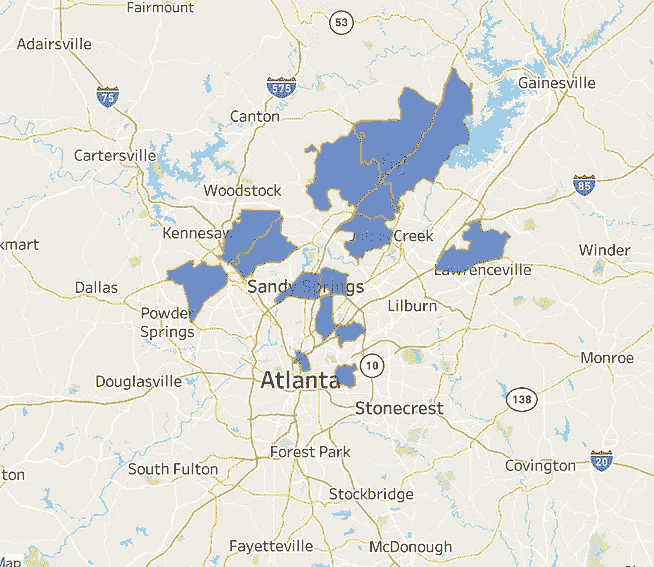 Fairmount
53
Adairsville
Gainesville
75
575
Canton
Cartersville
85
Woodstock
Kennesaw
Creek
Winder
kmart
Lawrenceville
Dallas
Sandy Springs
Lilburn
Powder
Springs
Monroe
10
Douglasville
Atlanta
138
Stonecrest
Forest Park
Covington
20
ton
South Fulton
Stockbridge
Fayetteville
McDonough
Map